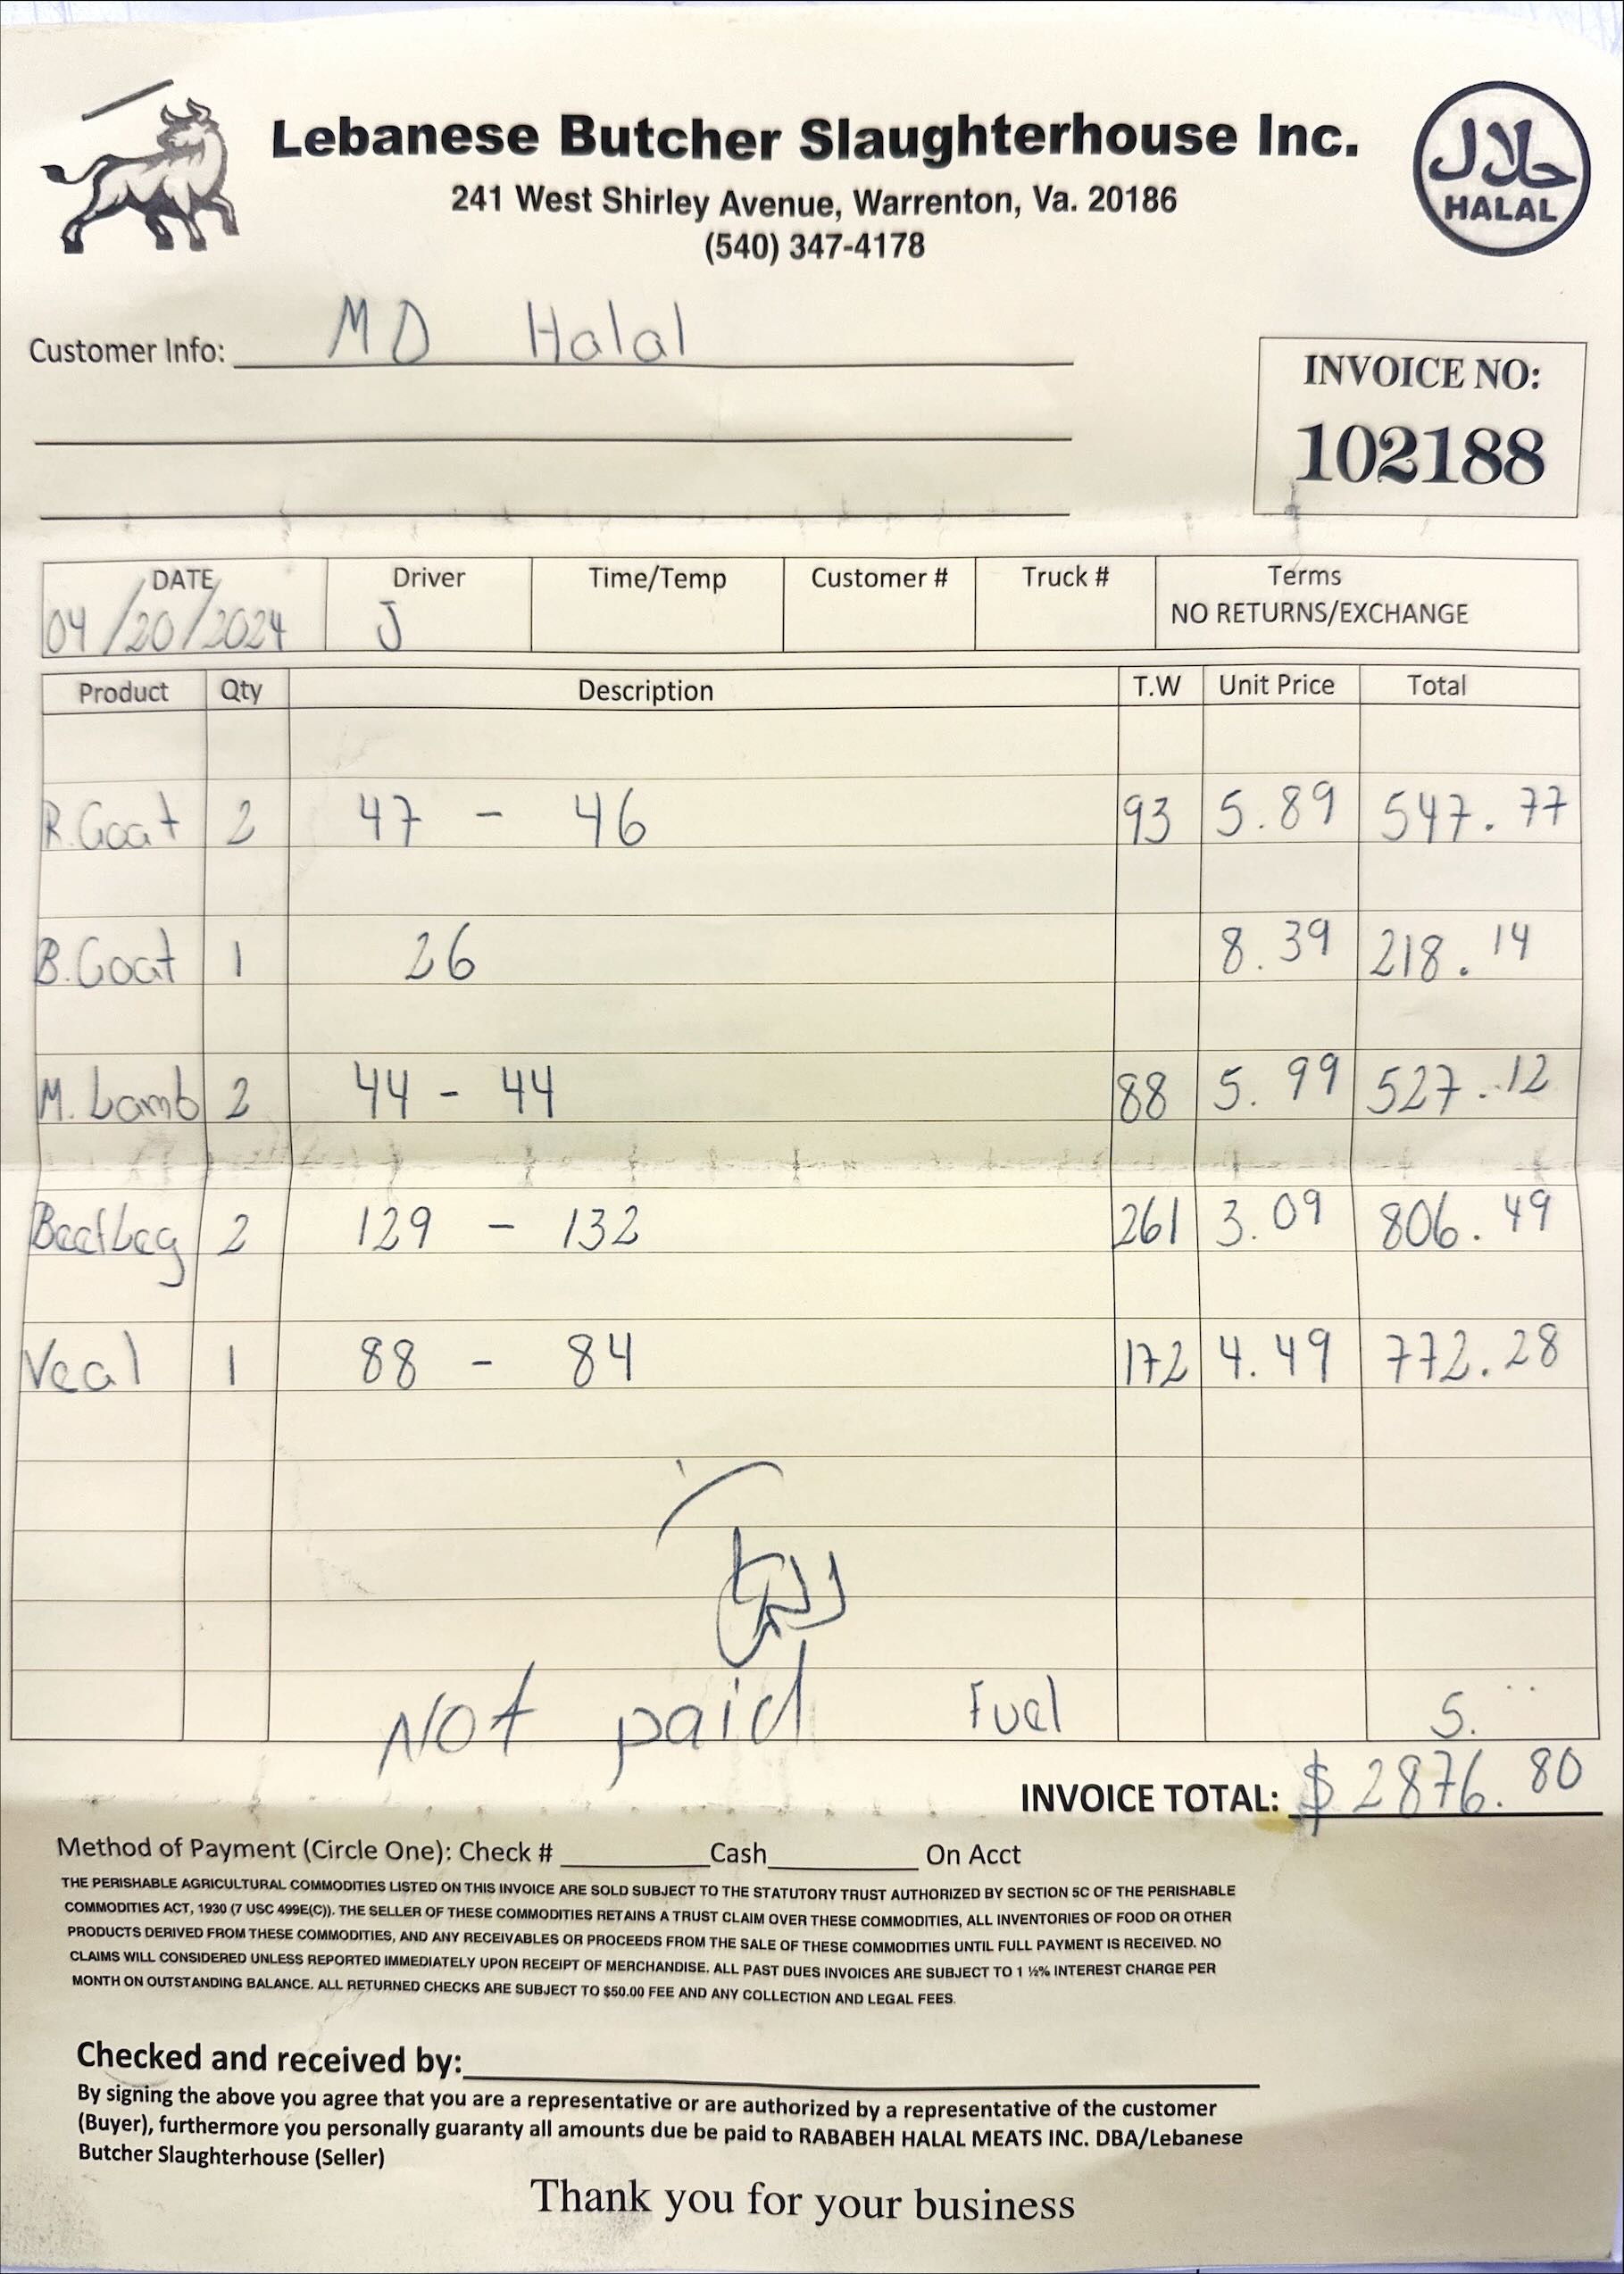 Lebanese Butcher Slaughterhouse Inc.
241 West Shirley Avenue, Warrenton, Va. 20186
(540) 347-4178
حلال
HALAL
Customer Info: MD Halal
INVOICE NO:
102188
DATE Driver Time/Temp Customer # Truck # Terms
04/20/2024 J NO RETURNS/EXCHANGE
Product Qty Description T.W Unit Price Total
R.Goat 2 47 - 46 93 5.89 547.77
B.Goat 1 26 8.39 218.14
M. Lamb 2 44 - 44 88 5.99 527.12
BeefLeg 2 129 - 132 261 3.09 806.49
Veal 1 88 - 84 172 4.49 772.28
Not paid Fuel 5.
INVOICE TOTAL: $ 2876.80
Method of Payment (Circle One): Check # Cash On Acct
THE PERISHABLE AGRICULTURAL COMMODITIES LISTED ON THIS INVOICE ARE SOLD SUBJECT TO THE STATUTORY TRUST AUTHORIZED BY SECTION 5C OF THE PERISHABLE
COMMODITIES ACT, 1930 (7 USC 499E(C)). THE SELLER OF THESE COMMODITIES RETAINS A TRUST CLAIM OVER THESE COMMODITIES, ALL INVENTORIES OF FOOD OR OTHER
PRODUCTS DERIVED FROM THESE COMMODITIES, AND ANY RECEIVABLES OR PROCEEDS FROM THE SALE OF THESE COMMODITIES UNTIL FULL PAYMENT IS RECEIVED. NO
CLAIMS WILL CONSIDERED UNLESS REPORTED IMMEDIATELY UPON RECEIPT OF MERCHANDISE. ALL PAST DUES INVOICES ARE SUBJECT TO 1 ½% INTEREST CHARGE PER
MONTH ON OUTSTANDING BALANCE. ALL RETURNED CHECKS ARE SUBJECT TO $50.00 FEE AND ANY COLLECTION AND LEGAL FEES.
Checked and received by:
By signing the above you agree that you are a representative or are authorized by a representative of the customer
(Buyer), furthermore you personally guaranty all amounts due be paid to RABABEH HALAL MEATS INC. DBA/Lebanese
Butcher Slaughterhouse (Seller)
Thank you for your business